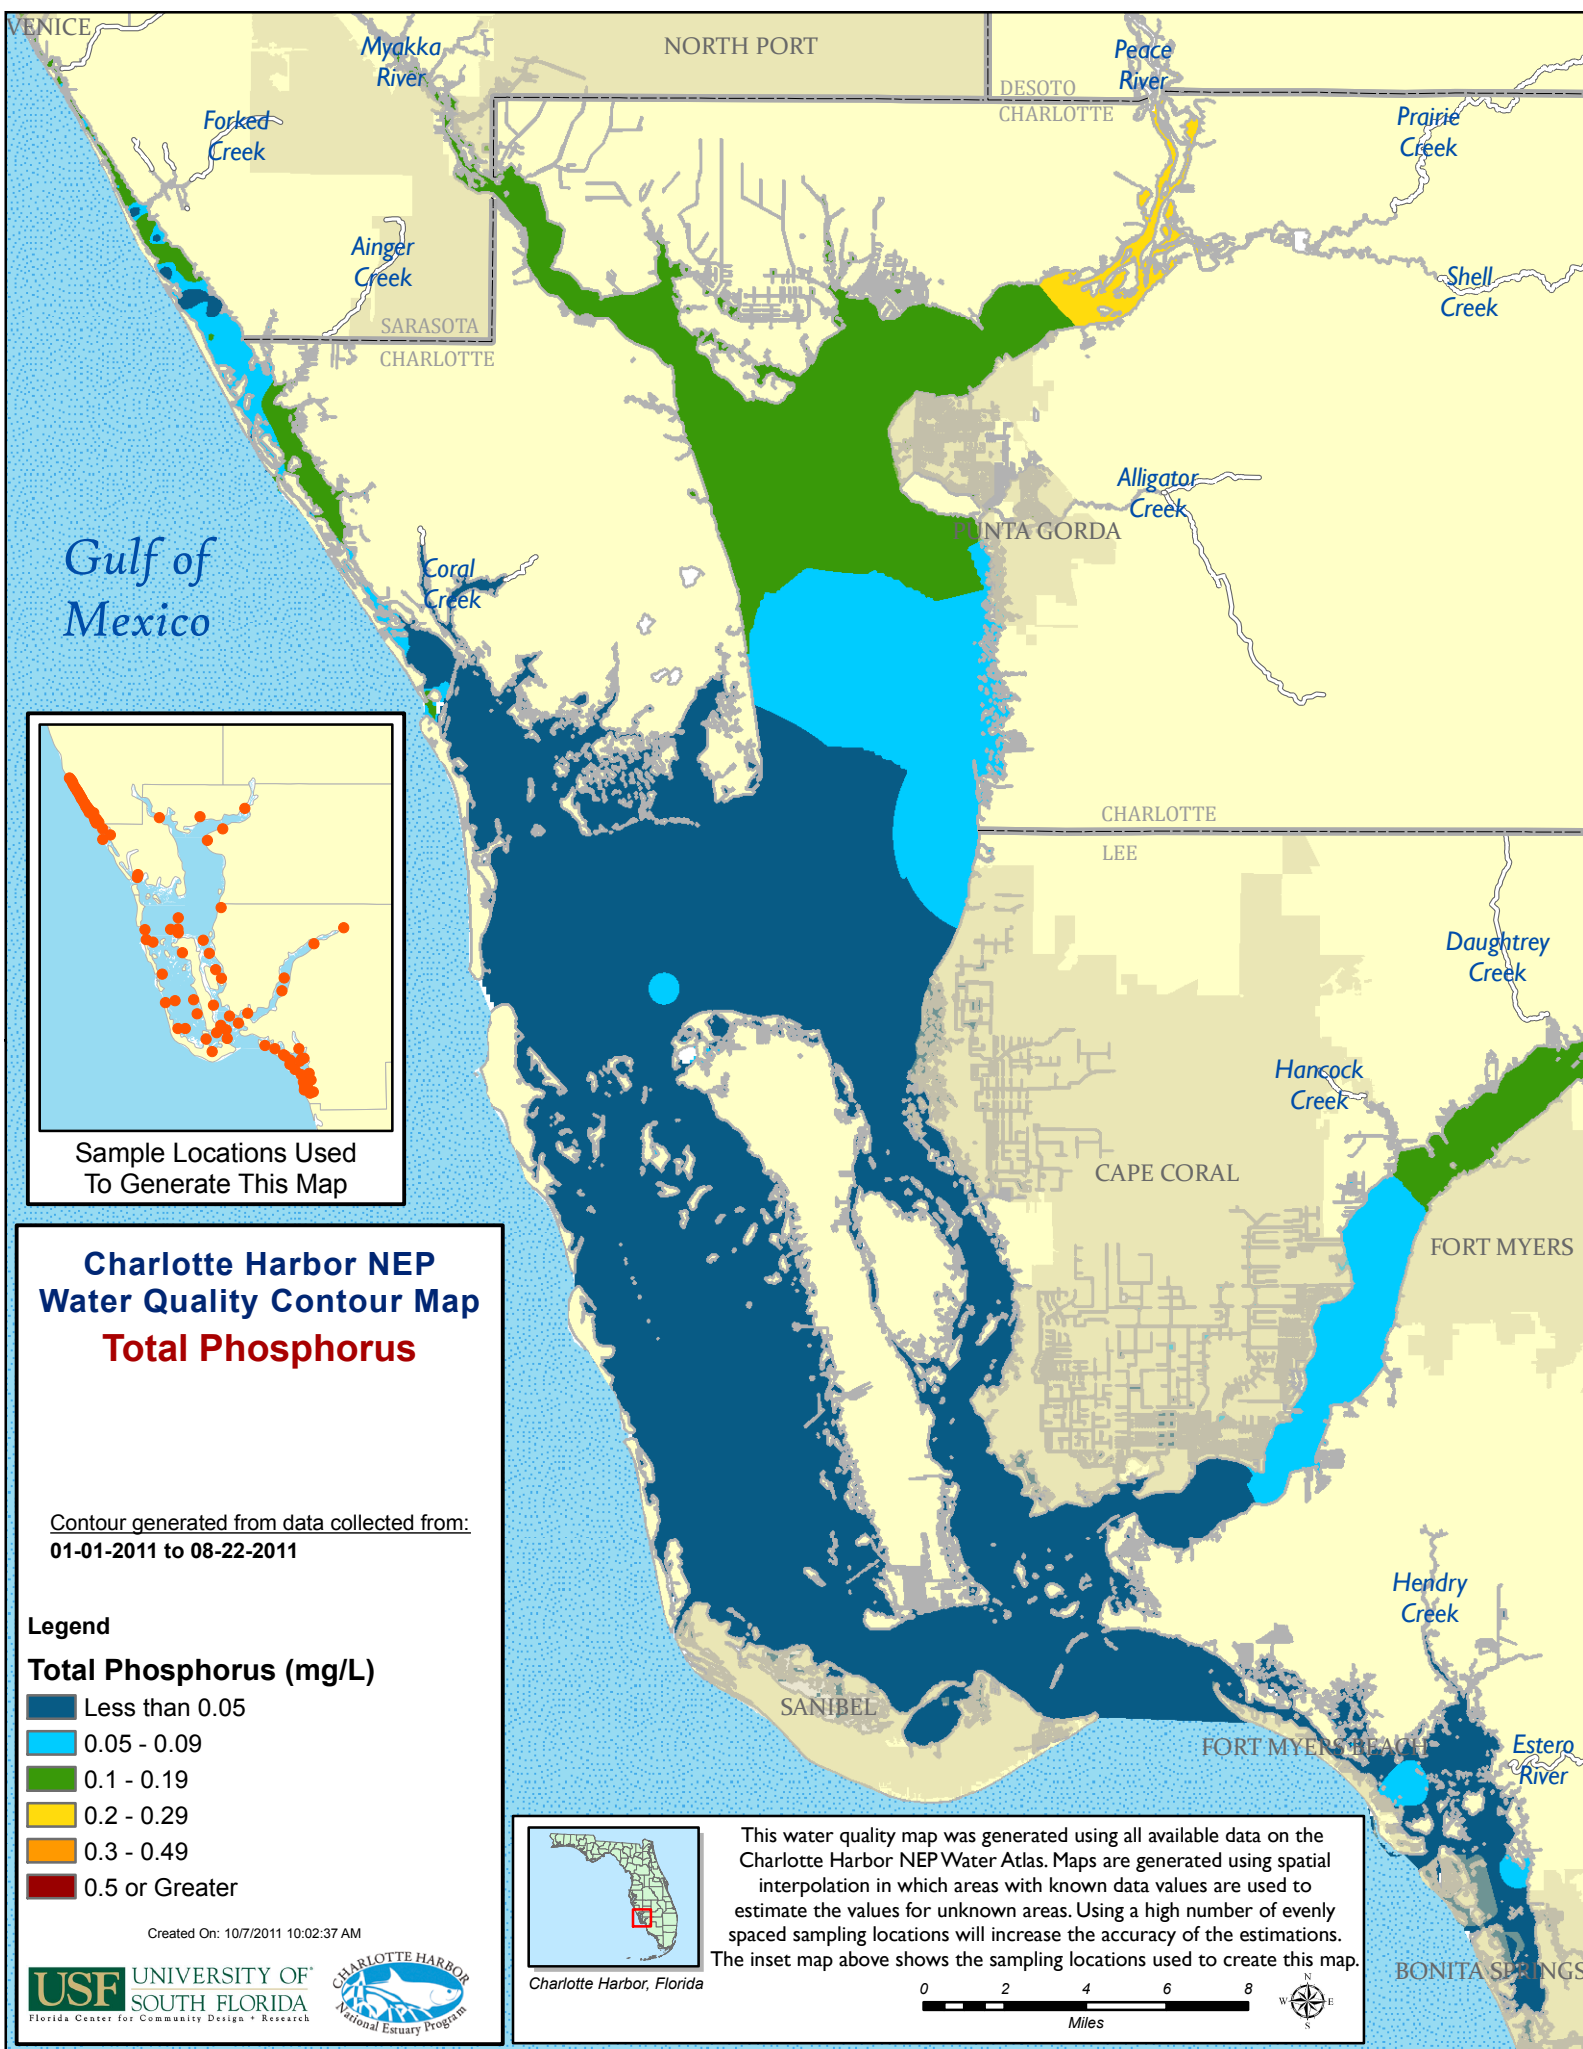 VENICE
Myakka
River
NORTH PORT
Peace
River
DESOTO
CHARLOTTE
Forked
Creek
Prairie
Creek
Ainger
Creek
Shell
Creek
SARASOTA
CHARLOTTE
Alligator
Creek
PUNTA GORDA
Gulf of
Mexico
Coral
Creek
CHARLOTTE
LEE
Daughtrey
Creek
Hancock
Creek
CAPE CORAL
FORT MYERS
Sample Locations Used
To Generate This Map
Charlotte Harbor NEP
Water Quality Contour Map
Total Phosphorus
Contour generated from data collected from:
01-01-2011 to 08-22-2011
Legend
Total Phosphorus (mg/L)
Less than 0.05
0.05 - 0.09
0.1 - 0.19
0.2 - 0.29
0.3 - 0.49
0.5 or Greater
Created On: 10/7/2011 10:02:37 AM
USF UNIVERSITY OF
SOUTH FLORIDA
Florida Center for Community Design + Research
CHARLOTTE HARBOR
National Estuary Program
Hendry
Creek
SANIBEL
FORT MYERS BEACH
Estero
River
BONITA SPRINGS
Charlotte Harbor, Florida
This water quality map was generated using all available data on the
Charlotte Harbor NEP Water Atlas. Maps are generated using spatial
interpolation in which areas with known data values are used to
estimate the values for unknown areas. Using a high number of evenly
spaced sampling locations will increase the accuracy of the estimations.
The inset map above shows the sampling locations used to create this map.
0 2 4 6 8
Miles
N
W E
S